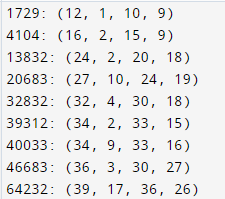 1729: (12, 1, 10, 9)
4104: (16, 2, 15, 9)
13832: (24, 2, 20, 18)
20683: (27, 10, 24, 19)
32832: (32, 4, 30, 18)
39312: (34, 2, 33, 15)
40033: (34, 9, 33, 16)
46683: (36, 3, 30, 27)
64232: (39, 17, 36, 26)